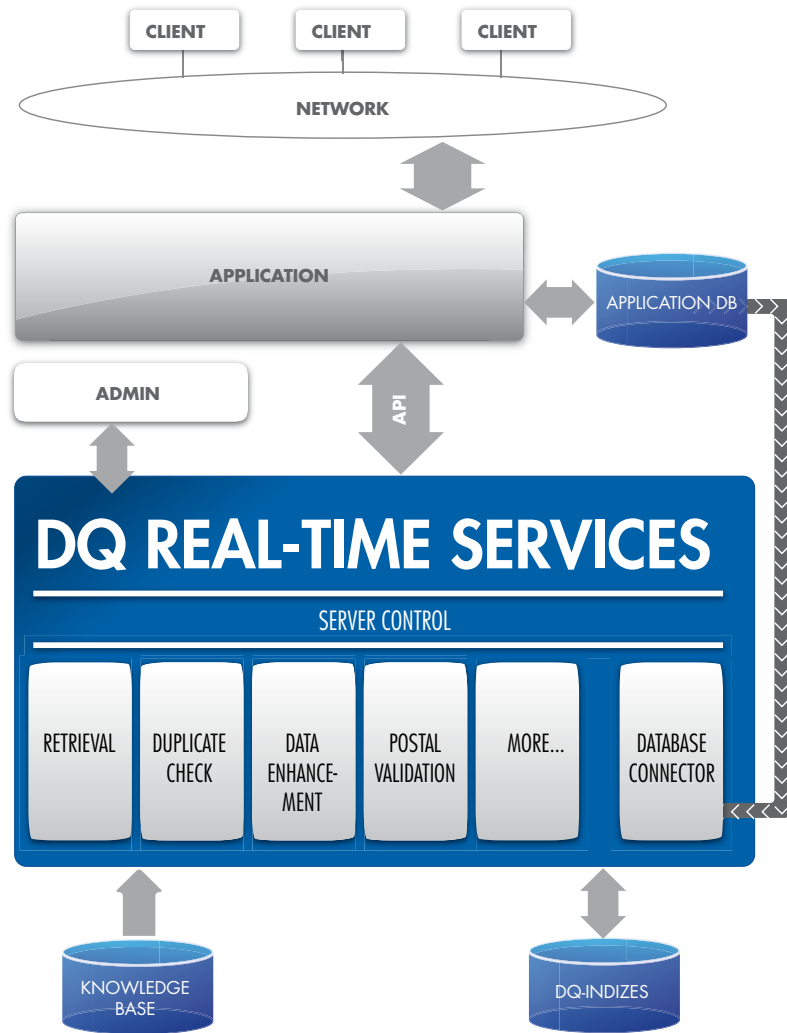 CLIENT
CLIENT
CLIENT
NETWORK
APPLICATION
APPLICATION DB
ADMIN
API
DQ REAL-TIME SERVICES
SERVER CONTROL
RETRIEVAL
DUPLICATE
CHECK
DATA
ENHANCE-
MENT
POSTAL
VALIDATION
MORE...
DATABASE
CONNECTOR
KNOWLEDGE
BASE
DQ-INDIZES